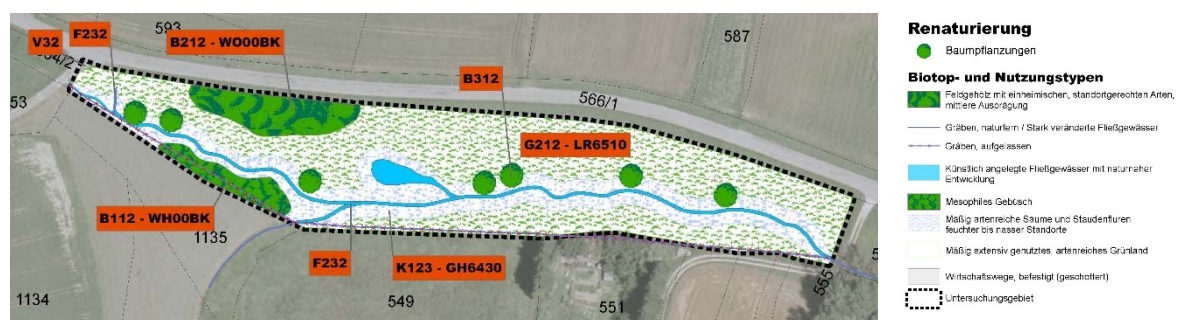 593
V32
F232
B212 - WO00BK
587
554/2
B312
53
566/1
G212 - LR6510
B112 - WH00BK
1135
F232
K123 - GH6430
555
1134
549
551
Renaturierung
Baumpflanzungen
Biotop- und Nutzungstypen
Feldgehölz mit einheimischen, standortgerechten Arten,
mittlere Ausprägung
Gräben, naturfern / Stark veränderte Fließgewässer
Gräben, aufgelassen
Künstlich angelegte Fließgewässer mit naturnaher
Entwicklung
Mesophiles Gebüsch
Mäßig artenreiche Säume und Staudenfluren
feuchter bis nasser Standorte
Mäßig extensiv genutztes, artenreiches Grünland
Wirtschaftswege, befestigt (geschottert)
Untersuchungsgebiet